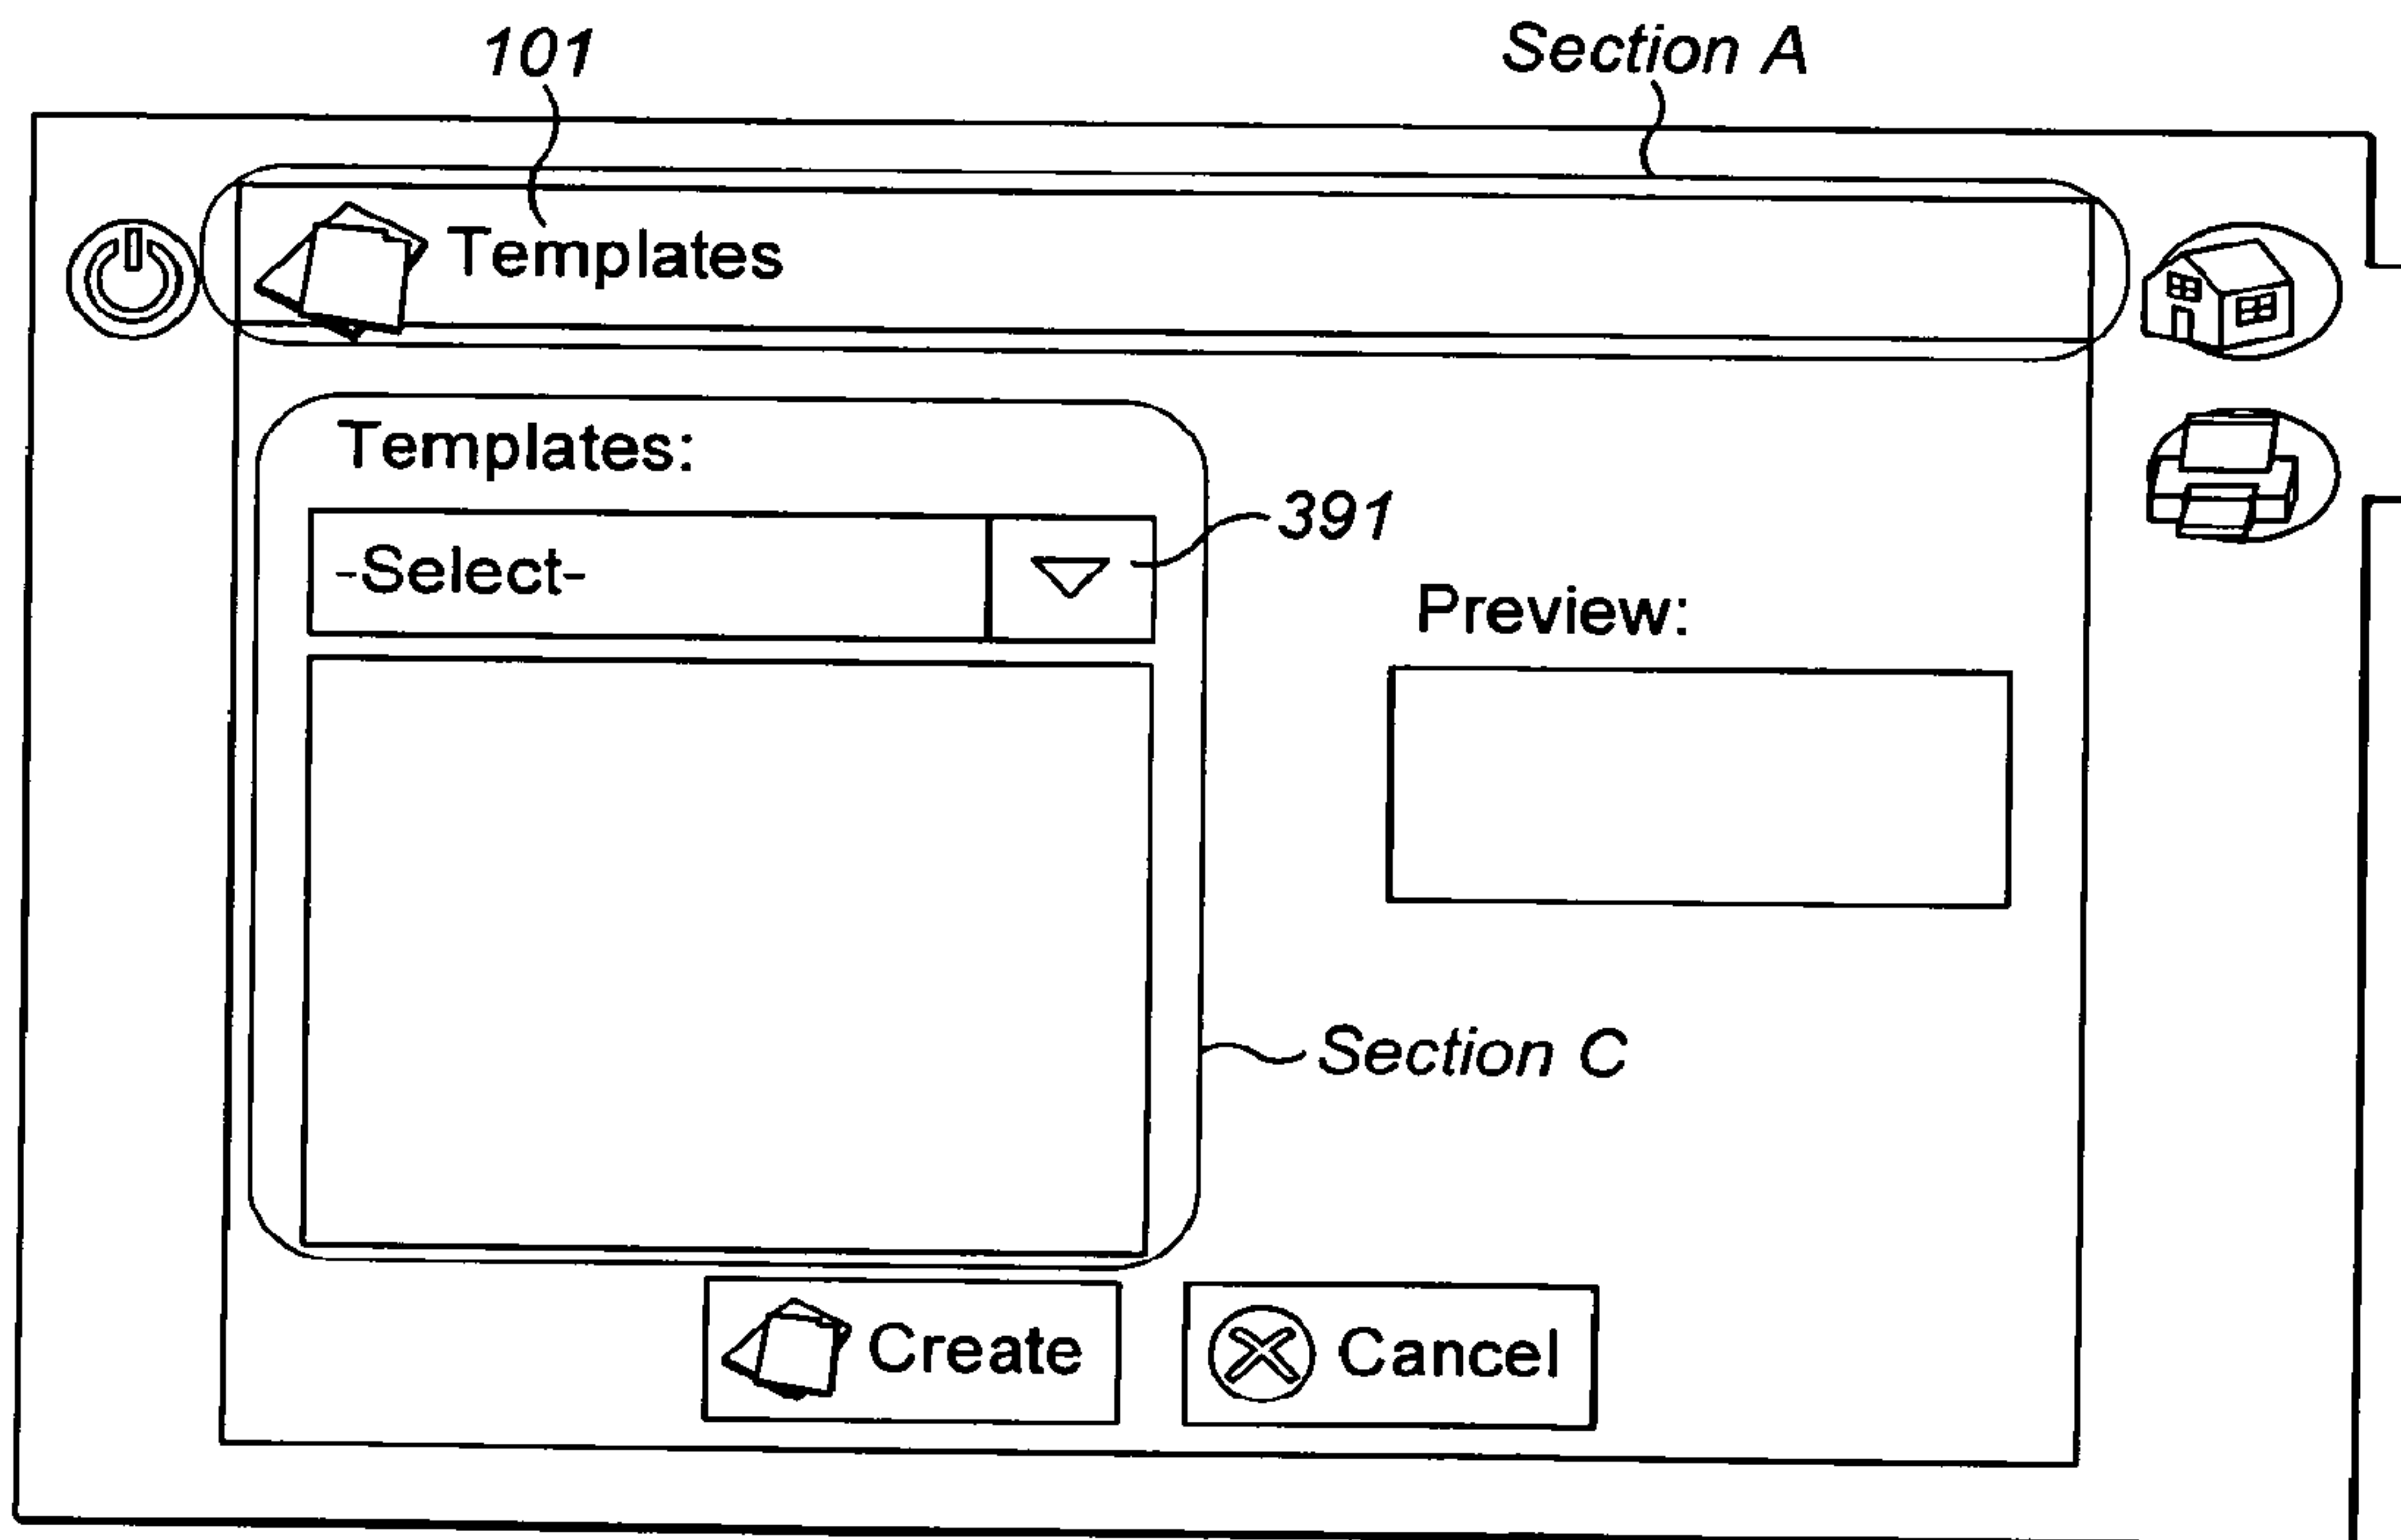 101
Section A
Templates
Templates:
-Select-
391
Preview:
Section C
Create
Cancel